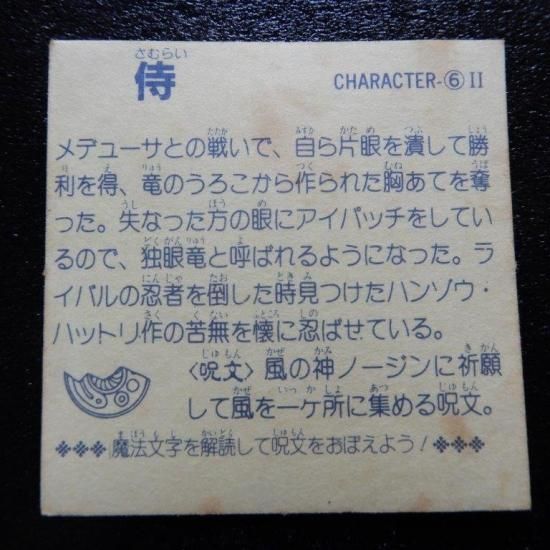 侍 CHARACTER-⑥ II
メデューサとの戦いで、自ら片眼を潰して勝
利を得、竜のうろこから作られた胸あてを奪
った。失なった方の眼にアイパッチをしてい
るので、独眼竜と呼ばれるようになった。ラ
イバルの忍者を倒した時見つけたハンゾウ・
ハットリ作の苦無を懐に忍ばせている。
〈呪文〉風の神ノージンに祈願
して風を一ケ所に集める呪文。
魔法文字を解読して呪文をおぼえよう！